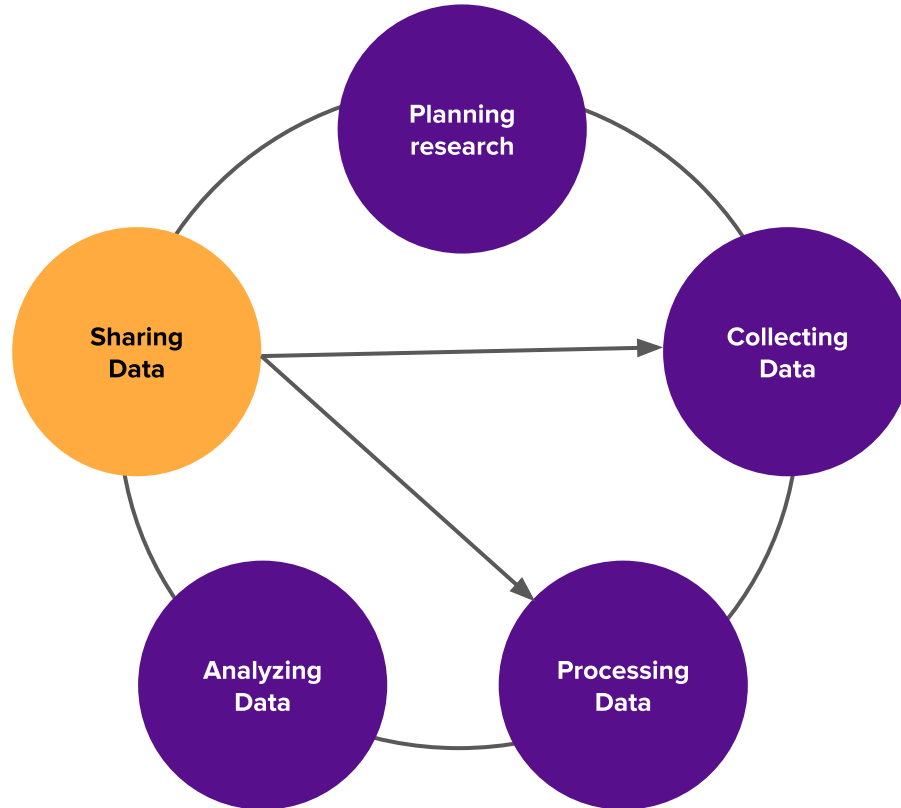 Planning
research
Sharing
Data
Collecting
Data
Analyzing
Data
Processing
Data